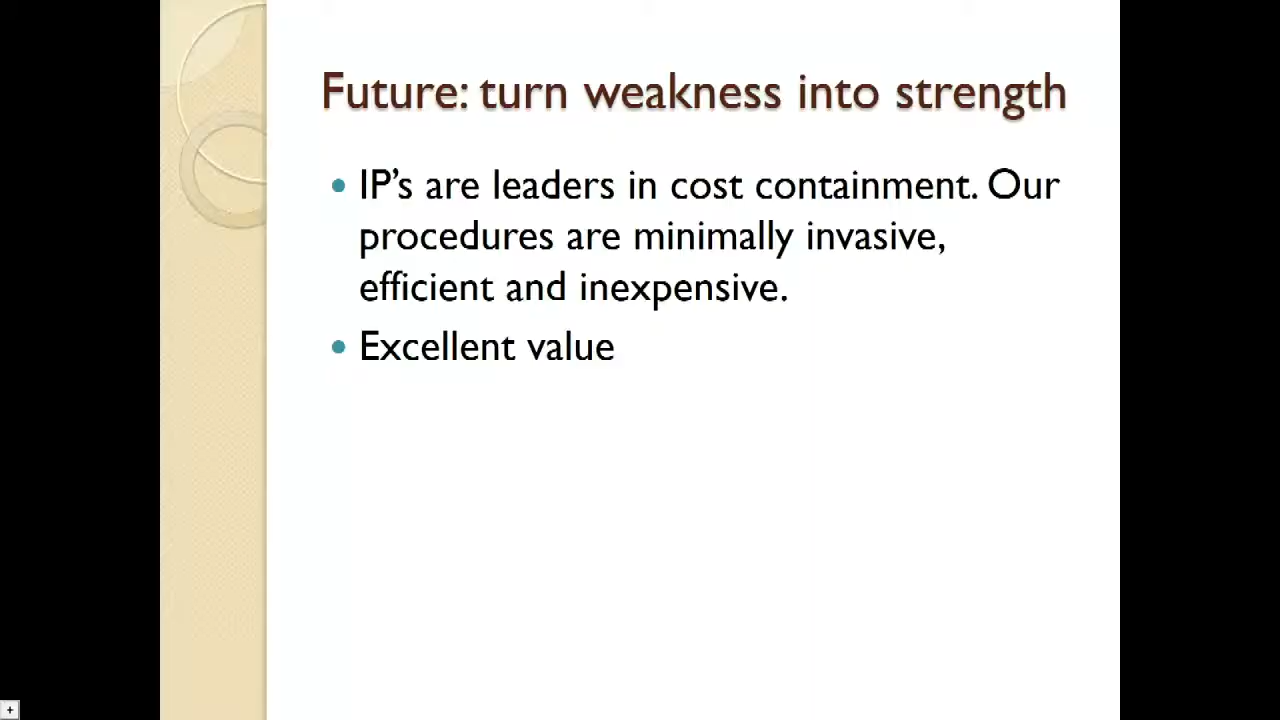 Future: turn weakness into strength
• IP’s are leaders in cost containment. Our
procedures are minimally invasive,
efficient and inexpensive.
• Excellent value
+